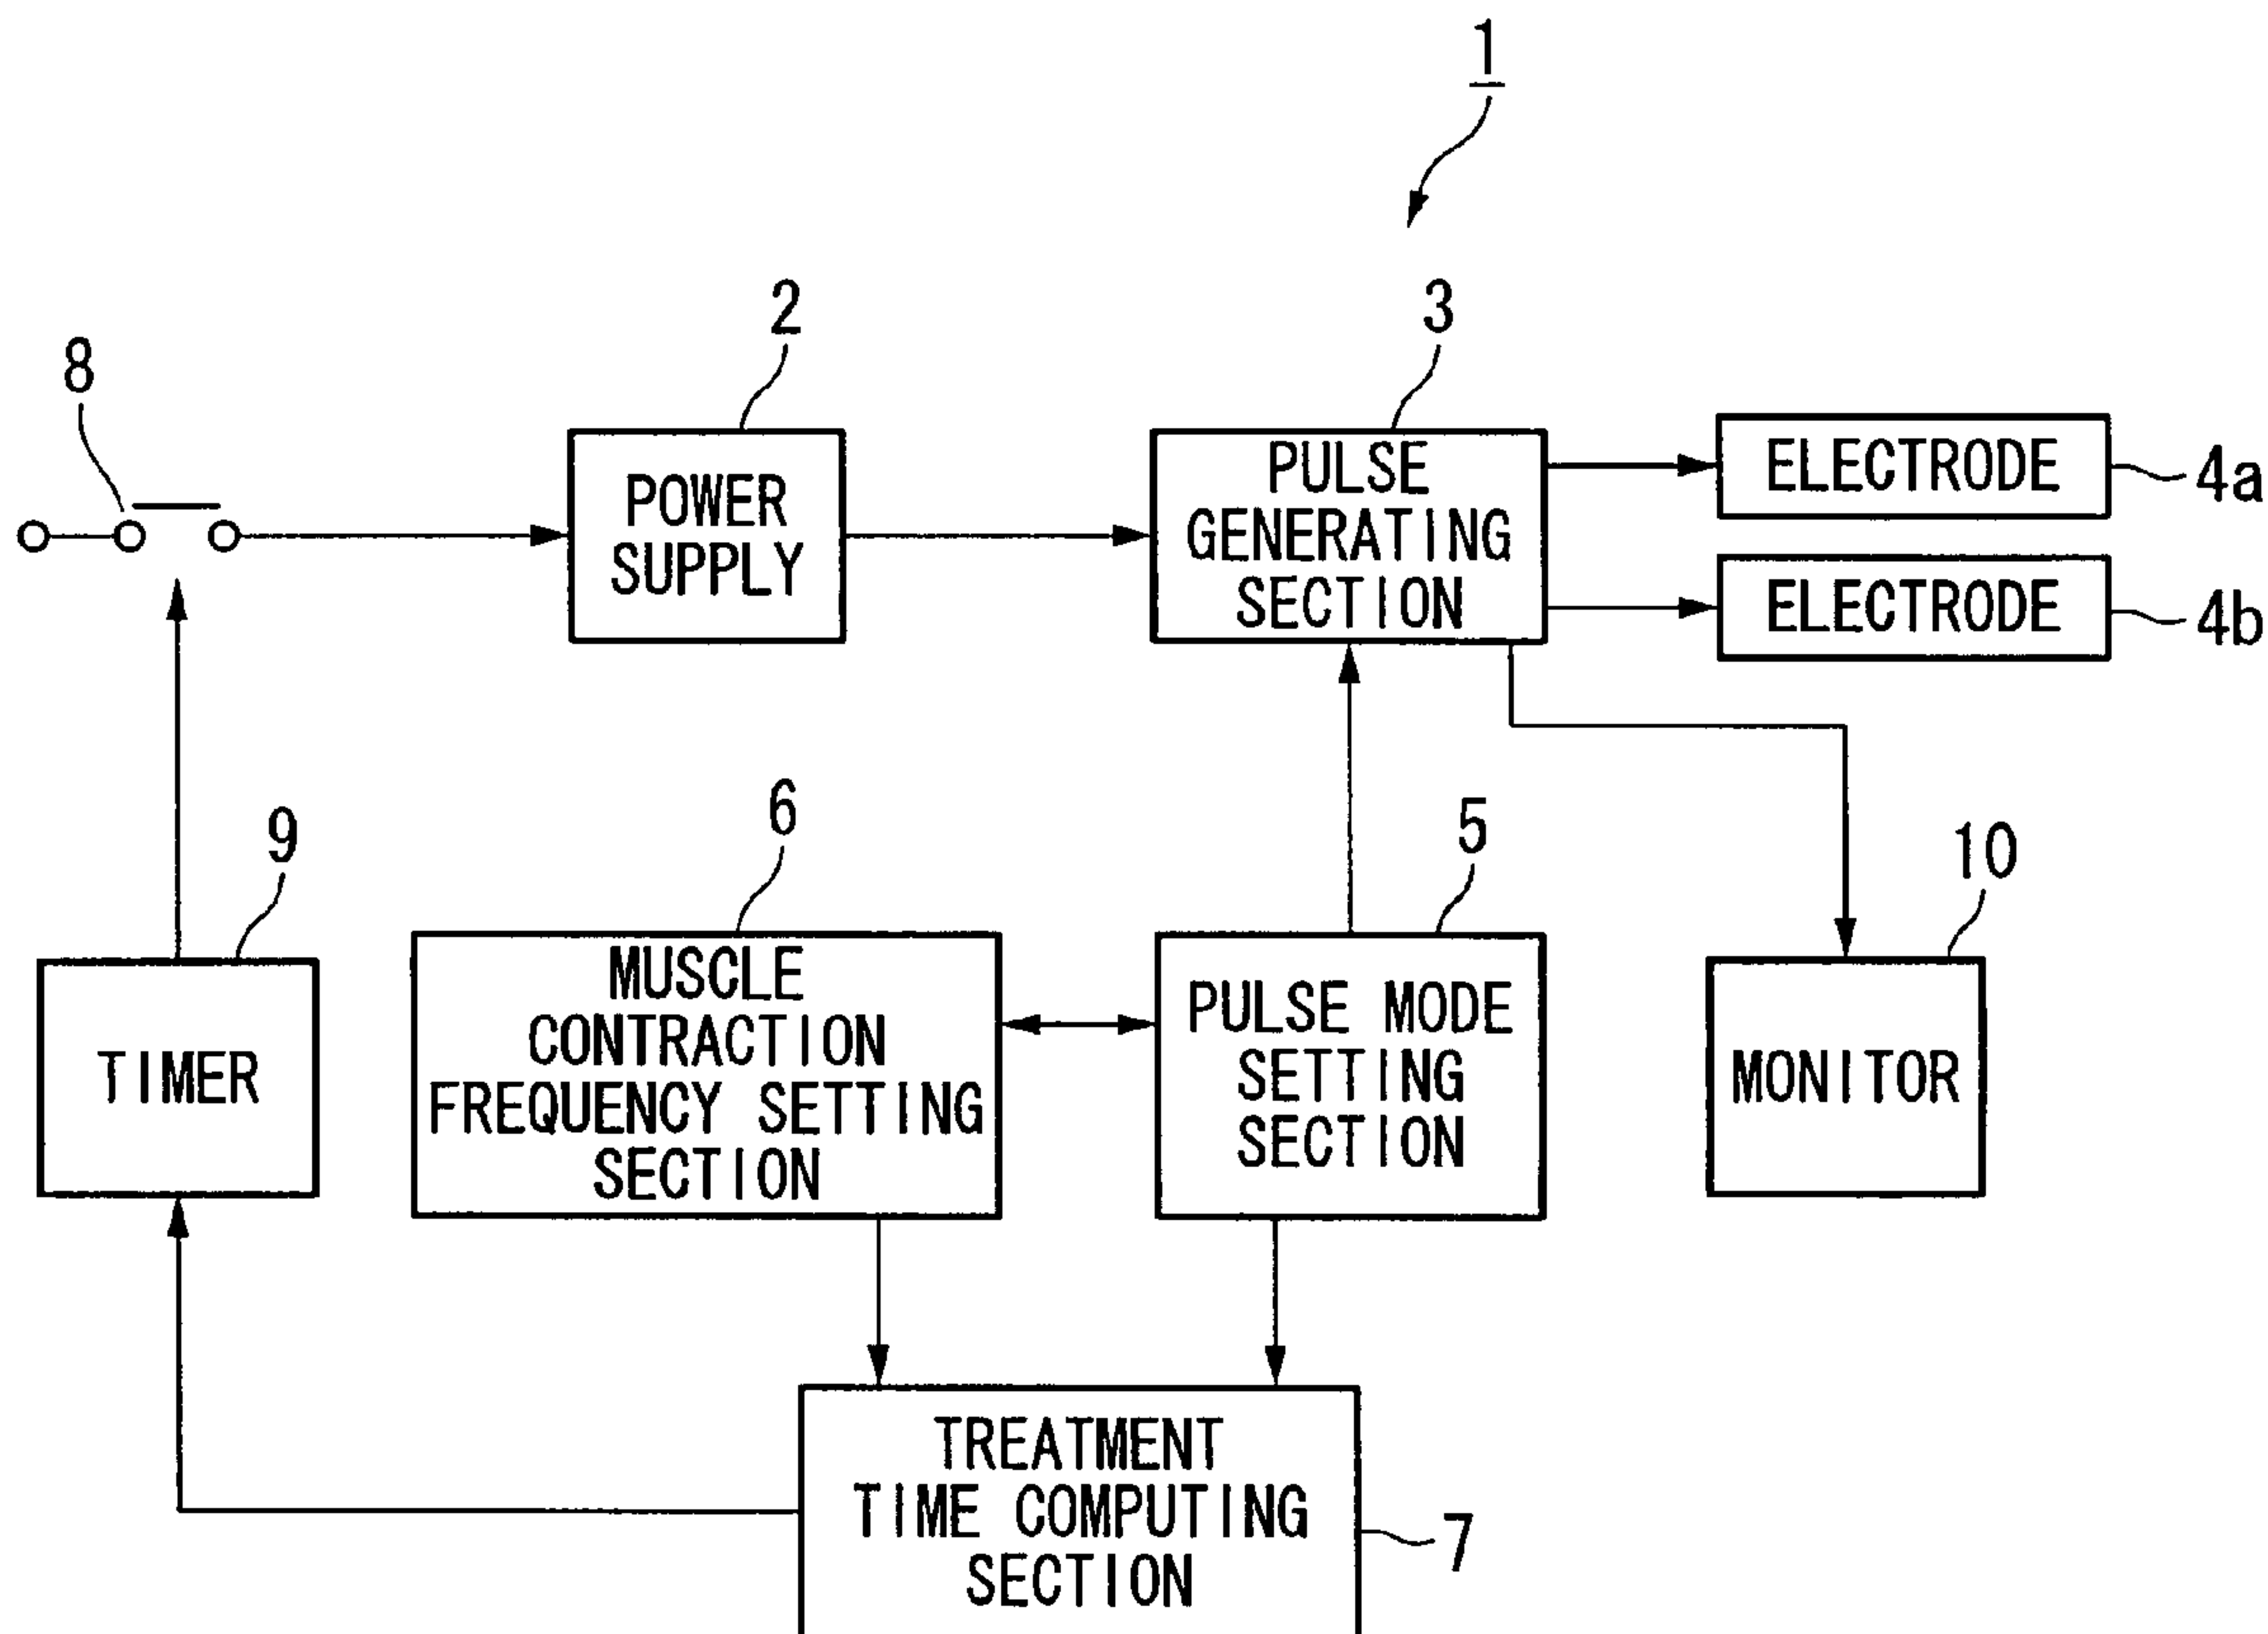 1
2
3
8
POWER
SUPPLY
PULSE
GENERATING
SECTION
ELECTRODE
4a
ELECTRODE
4b
9
6
5
10
TIMER
MUSCLE
CONTRACTION
FREQUENCY SETTING
SECTION
PULSE MODE
SETTING
SECTION
MONITOR
TREATMENT
TIME COMPUTING
SECTION
7